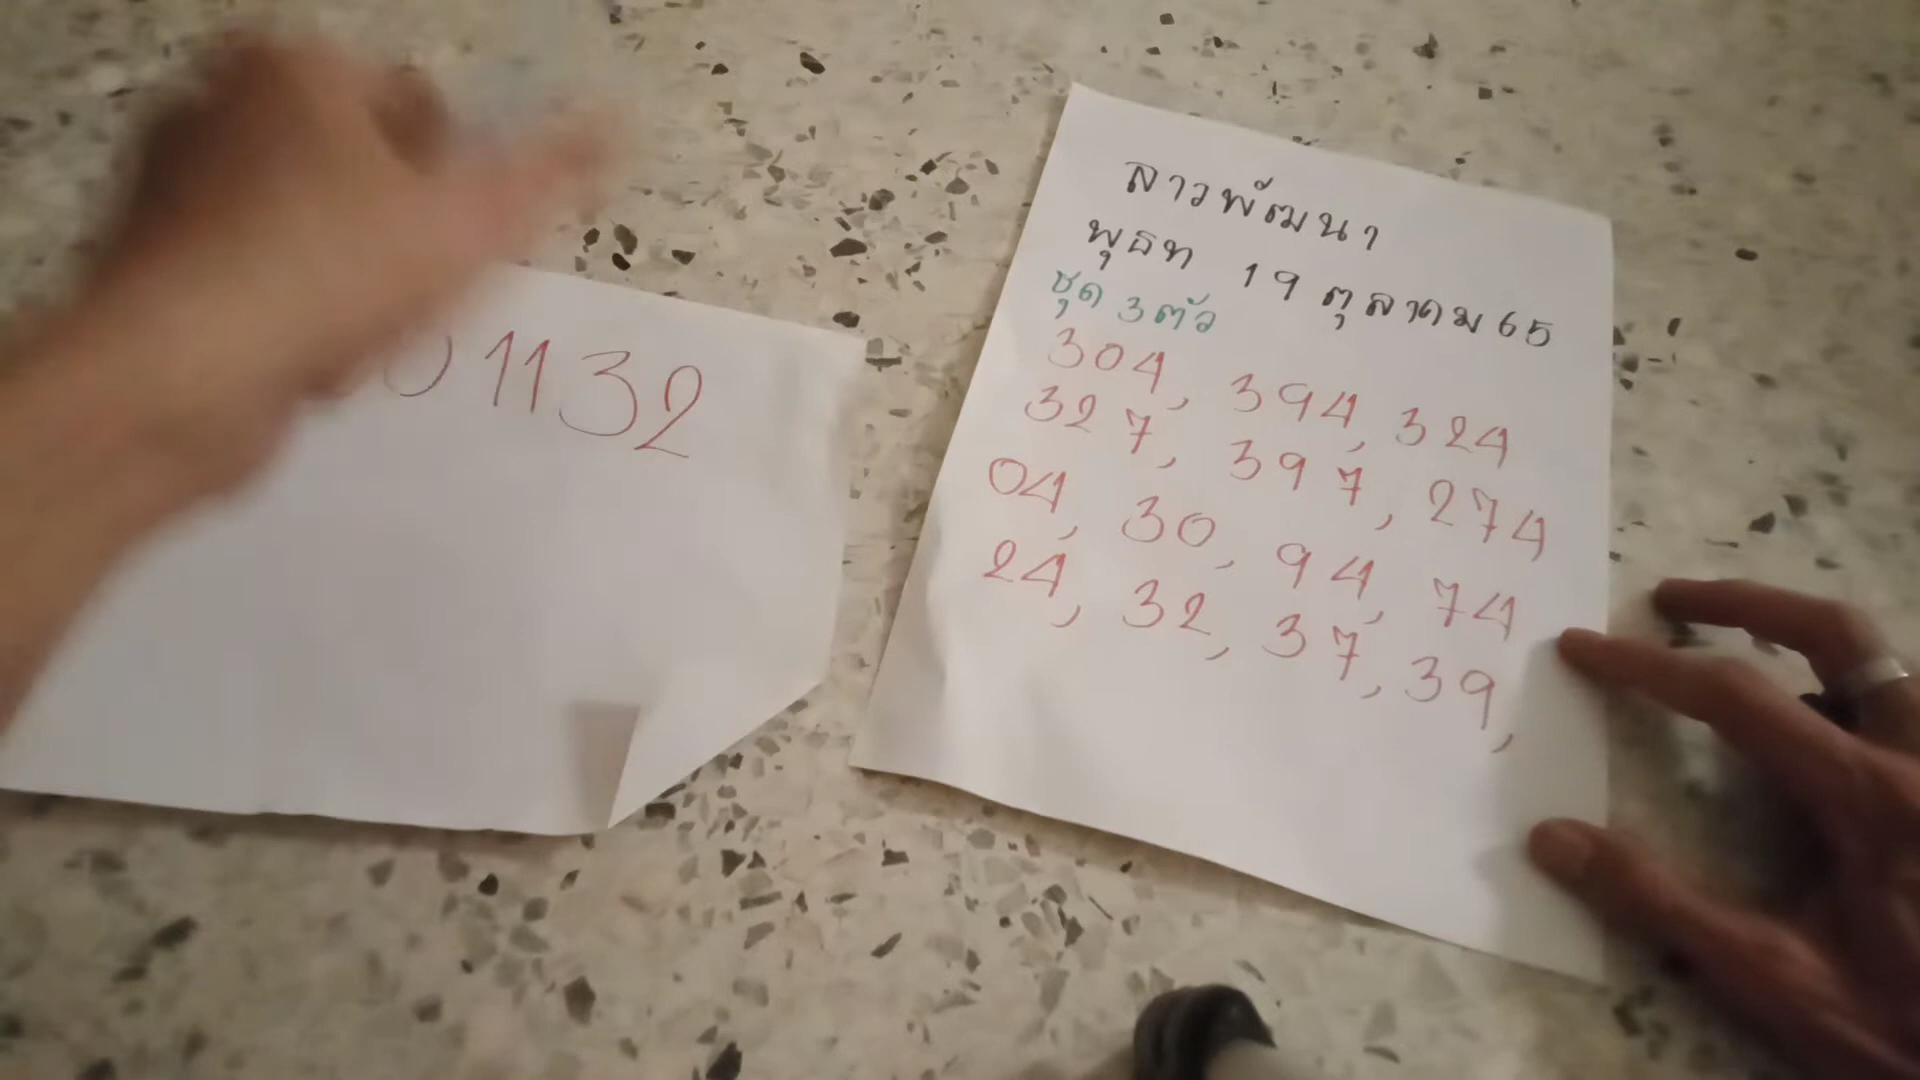 01132
ลาวพัฒนา
พุธท 19 ตุลาคม 65
ชุด 3 ตัว
304, 394, 324
327, 397, 274
04, 30, 94, 74
24, 32, 37, 39,